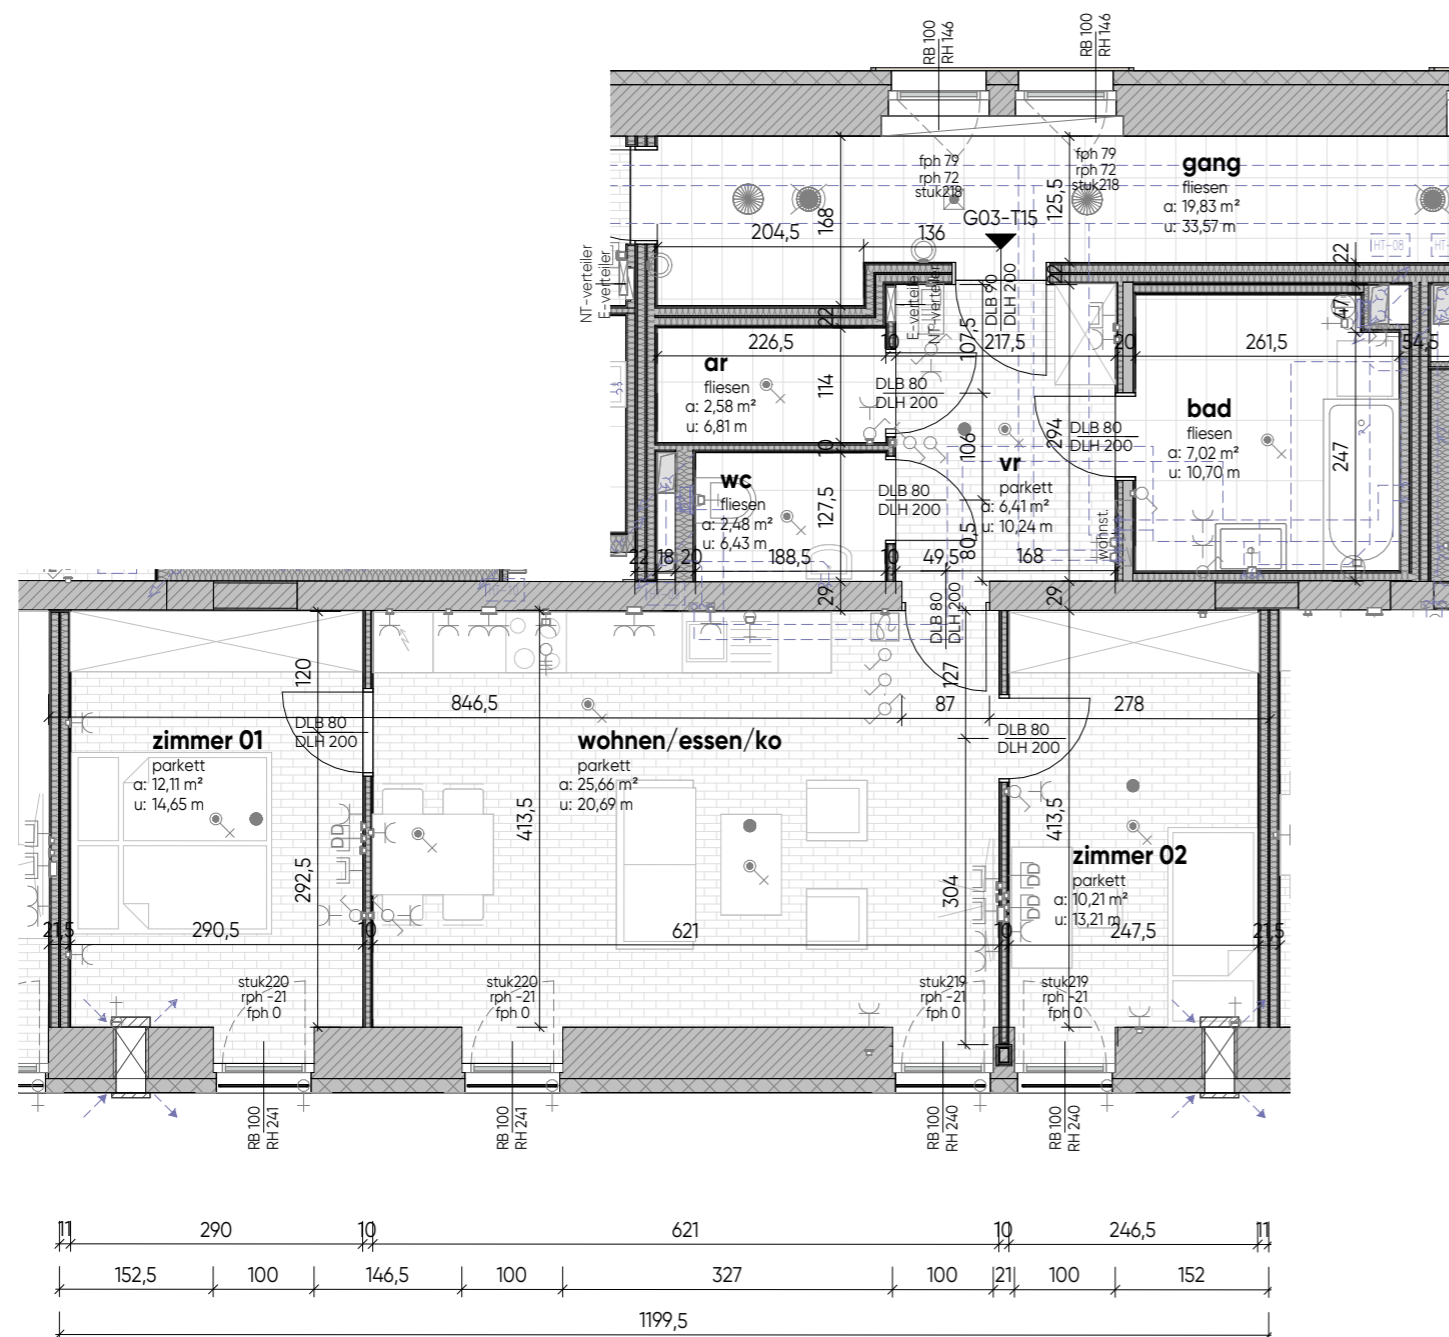 RB 100
RH 146
RB 100
RH 146
fph 79
rph 72
stuk218
fph 79
rph 72
stuk218
gang
fliesen
a: 19,83 m²
u: 33,57 m
168
125,5
204,5
136
G03-T15
HT-08
NT-verteiler
E-verteiler
E-verteiler
NT-verteiler
DLB 90
DLH 200
22
22
22
47
107,5
226,5
10
217,5
20
261,5
54,5
ar
fliesen
a: 2,58 m²
u: 6,81 m
114
DLB 80
DLH 200
bad
fliesen
a: 7,02 m²
u: 10,70 m
294
DLB 80
DLH 200
247
10
106
vr
parkett
a: 6,41 m²
u: 10,24 m
wc
fliesen
a: 2,48 m²
u: 6,43 m
127,5
DLB 80
DLH 200
80,5
wohnst.
22
18
20
188,5
10
49,5
168
29
29
DLB 80
DLH 200
120
127
846,5
87
278
DLB 80
DLH 200
DLB 80
DLH 200
zimmer 01
parkett
a: 12,11 m²
u: 14,65 m
wohnen/essen/ko
parkett
a: 25,66 m²
u: 20,69 m
413,5
413,5
zimmer 02
parkett
a: 10,21 m²
u: 13,21 m
292,5
304
21,5
290,5
10
621
10
247,5
21,5
stuk220
rph -21
fph 0
stuk220
rph -21
fph 0
stuk219
rph -21
fph 0
stuk219
rph -21
fph 0
RB 100
RH 241
RB 100
RH 241
RB 100
RH 240
RB 100
RH 240
11
290
10
621
10
246,5
11
152,5
100
146,5
100
327
100
21
100
152
1199,5